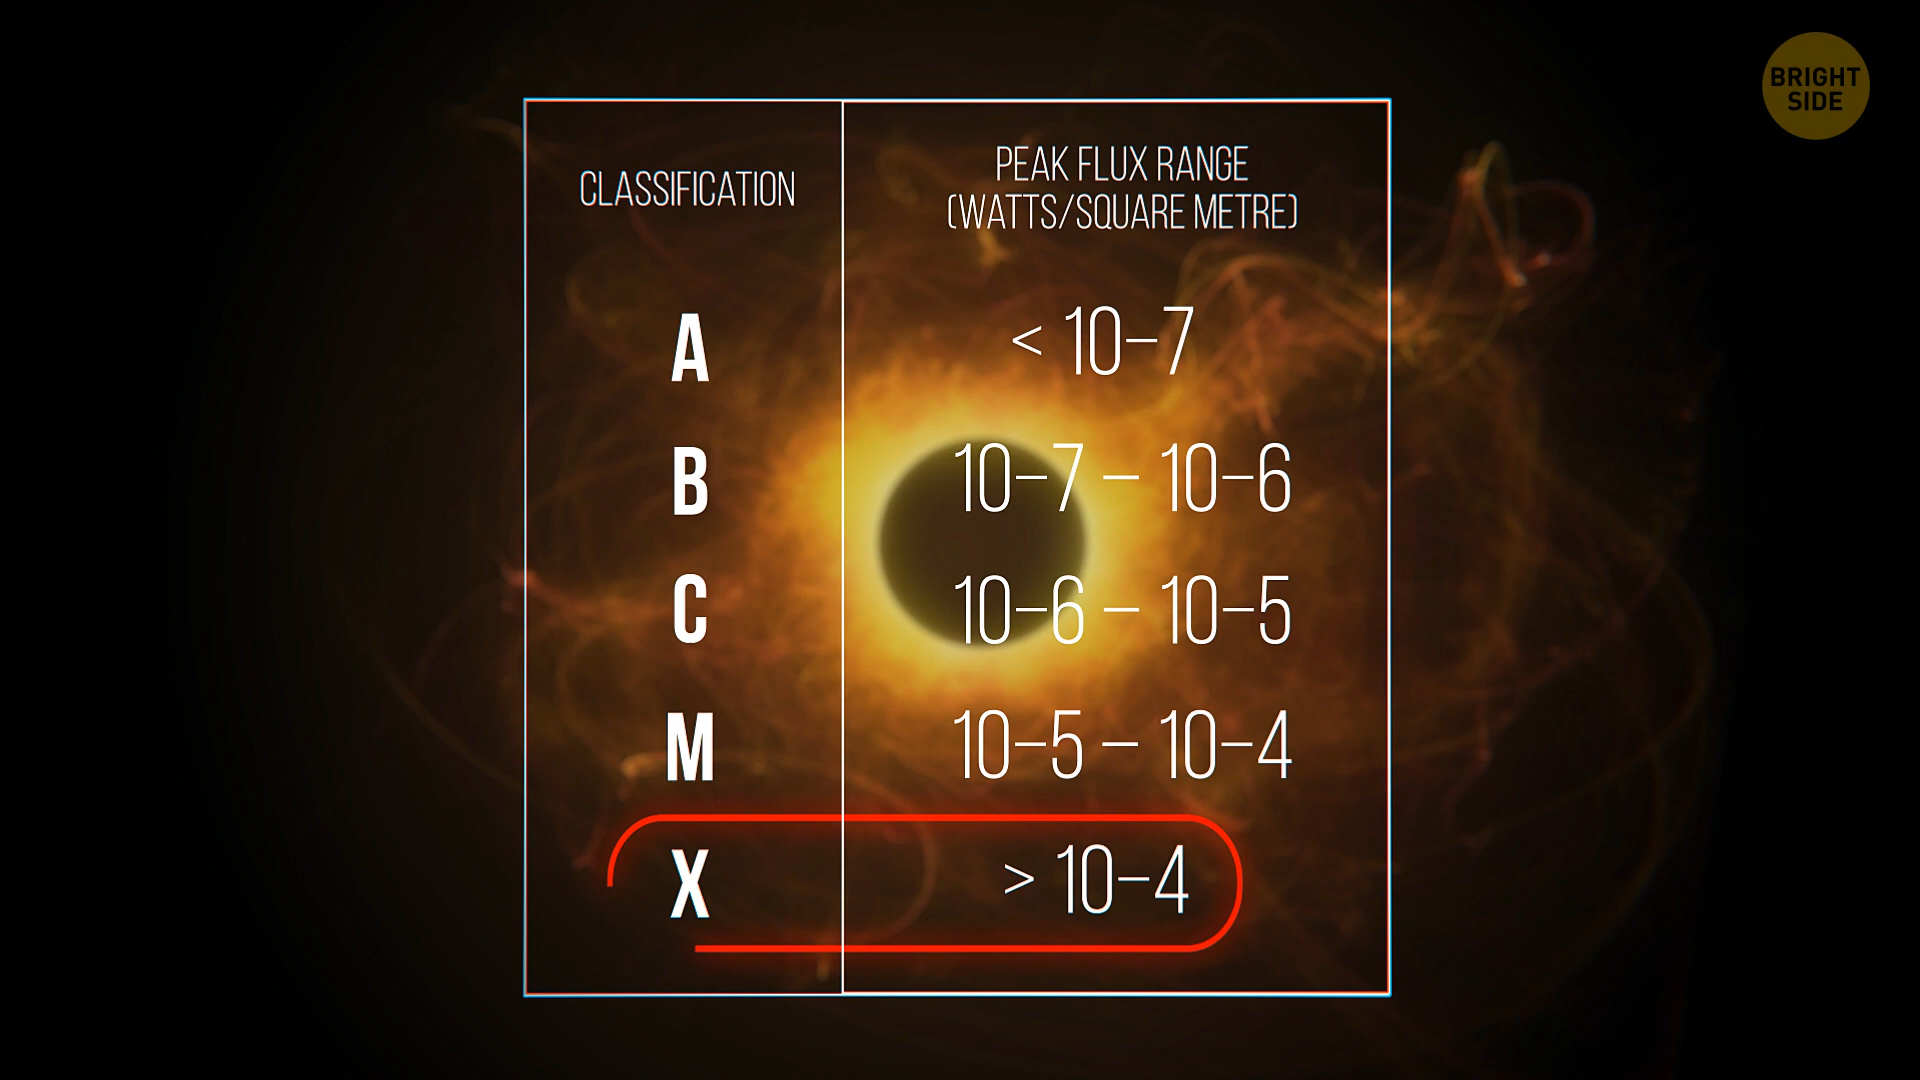 BRIGHT
SIDE
CLASSIFICATION
PEAK FLUX RANGE
(WATTS/SQUARE METRE)
A
< 10–7
B
10–7 – 10–6
C
10–6 – 10–5
M
10–5 – 10–4
X
> 10–4